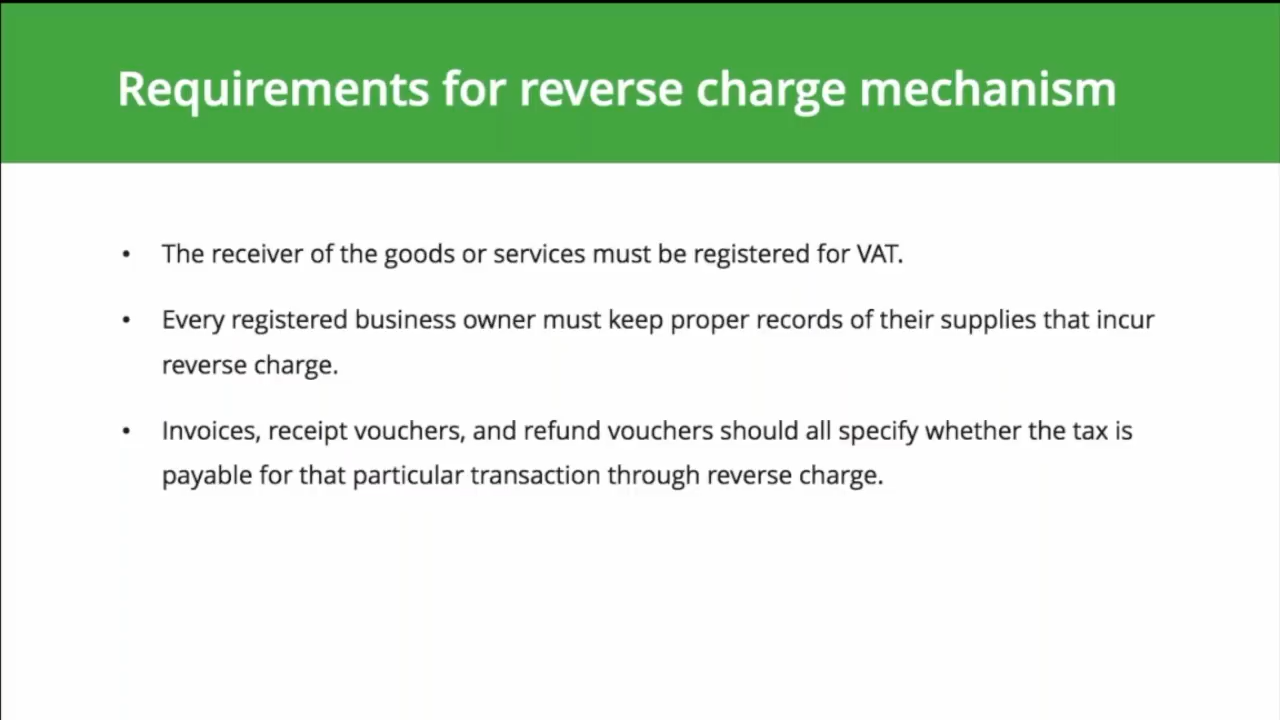 Requirements for reverse charge mechanism
• The receiver of the goods or services must be registered for VAT.
• Every registered business owner must keep proper records of their supplies that incur
reverse charge.
• Invoices, receipt vouchers, and refund vouchers should all specify whether the tax is
payable for that particular transaction through reverse charge.